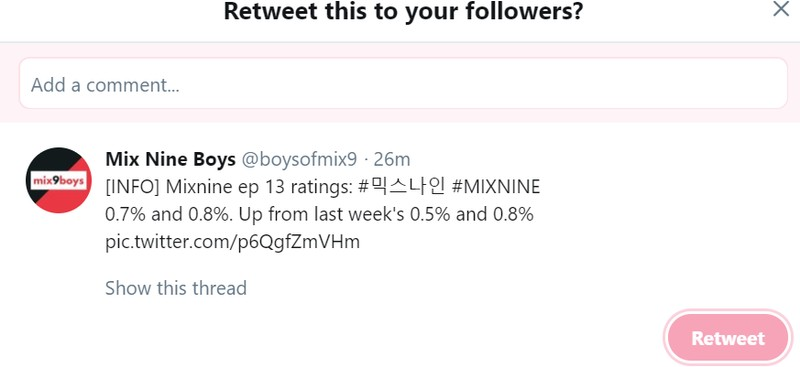 Retweet this to your followers?
Add a comment...
Mix Nine Boys @boysofmix9 · 26m
mix9boys
[INFO] Mixnine ep 13 ratings: #믹스나인 #MIXNINE
0.7% and 0.8%. Up from last week's 0.5% and 0.8%
pic.twitter.com/p6QgfZmVHm
Show this thread
Retweet